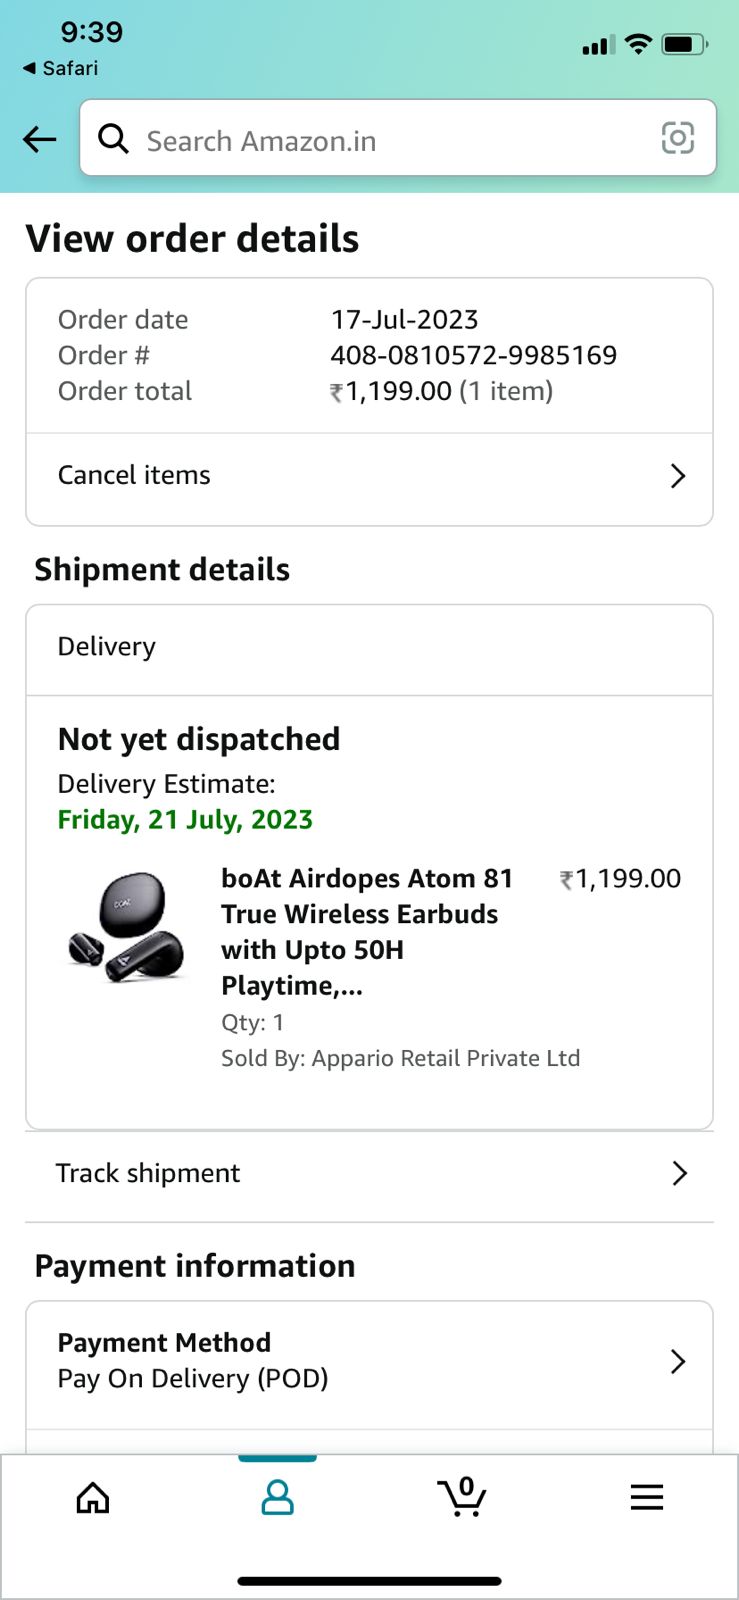 9:39
◀ Safari
Search Amazon.in
View order details
Order date 17-Jul-2023
Order # 408-0810572-9985169
Order total ₹1,199.00 (1 item)
Cancel items
Shipment details
Delivery
Not yet dispatched
Delivery Estimate:
Friday, 21 July, 2023
boAt Airdopes Atom 81 ₹1,199.00
True Wireless Earbuds
with Upto 50H
Playtime,...
Qty: 1
Sold By: Appario Retail Private Ltd
Track shipment
Payment information
Payment Method
Pay On Delivery (POD)
0